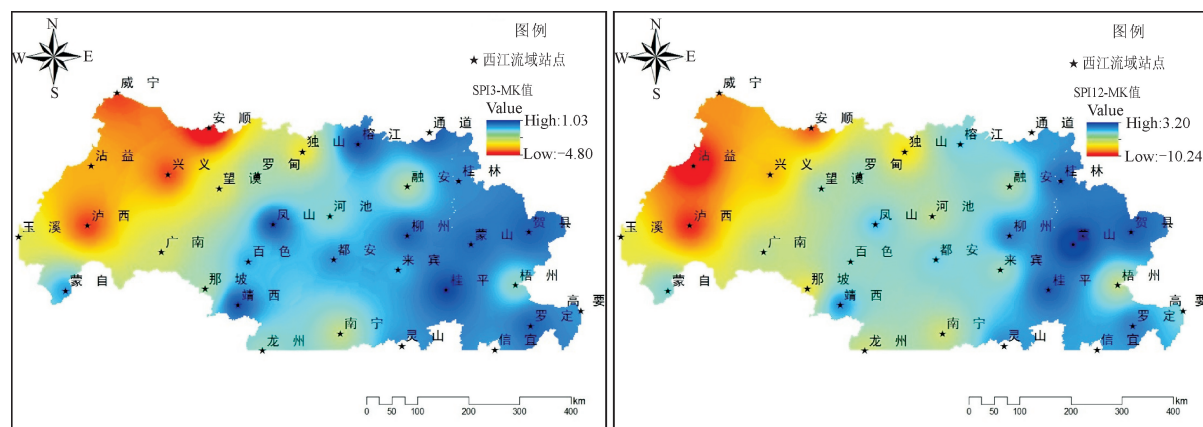 N
W E
S
图例
西江流域站点
SPI3-MK值
Value
High:1.03
Low:−4.80
威宁
安顺
独山
榕江
通道
沾益
兴义
望谟
罗甸
融安
桂林
玉溪
泸西
广南
凤山
河池
柳州
蒙山
贺县
百色
都安
来宾
桂平
梧州
蒙自
那坡
靖西
南宁
高要
罗定
龙州
灵山
信宜
km
0 25 50 100 200 300 400
N
W E
S
图例
西江流域站点
SPI12-MK值
Value
High:3.20
Low:−10.24
威宁
安顺
独山
榕江
通道
沾益
兴义
望谟
罗甸
融安
桂林
玉溪
泸西
广南
凤山
河池
柳州
蒙山
贺县
百色
都安
来宾
桂平
梧州
蒙自
那坡
靖西
南宁
高要
罗定
龙州
灵山
信宜
km
0 25 50 100 200 300 400